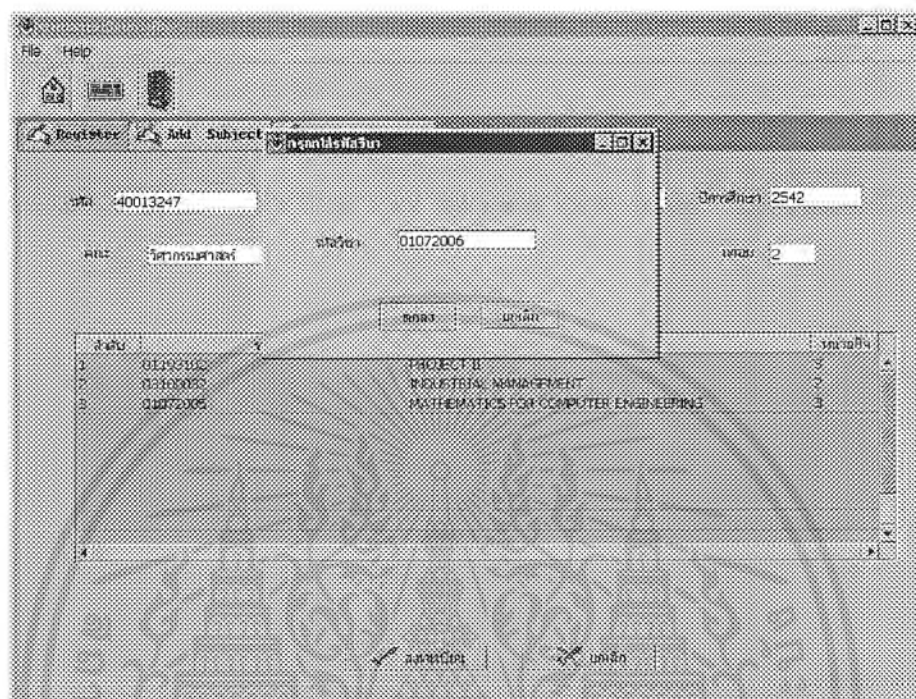 File Help
Register Add Subject
กรุณาใส่รหัสวิชา
รหัส 40013247 ปีการศึกษา 2542
รหัสวิชา 01072006
คณะ วิศวกรรมศาสตร์ เทอม 2
ตกลง ยกเลิก
ลำดับ หน่วยกิต
1 PROJECT II 3
2 INDUSTRIAL MANAGEMENT 2
3 01072006 MATHEMATICS FOR COMPUTER ENGINEERING 3
ลงทะเบียน ยกเลิก